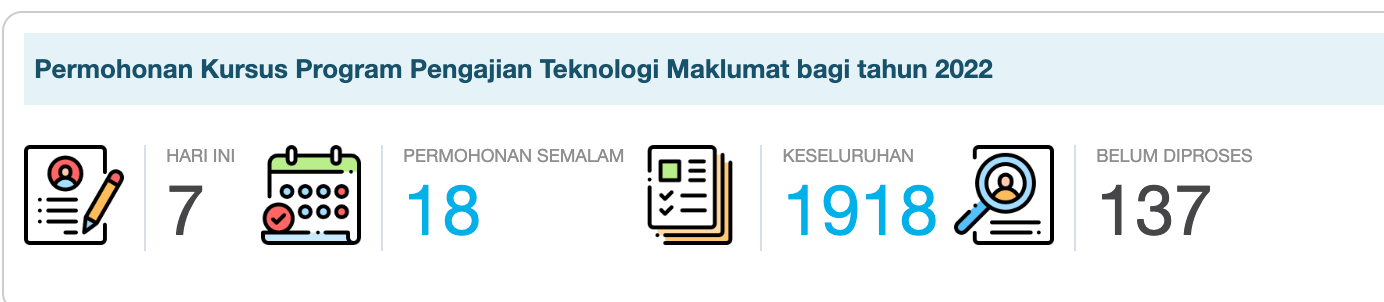 Permohonan Kursus Program Pengajian Teknologi Maklumat bagi tahun 2022
HARI INI
7
PERMOHONAN SEMALAM
18
KESELURUHAN
1918
BELUM DIPROSES
137